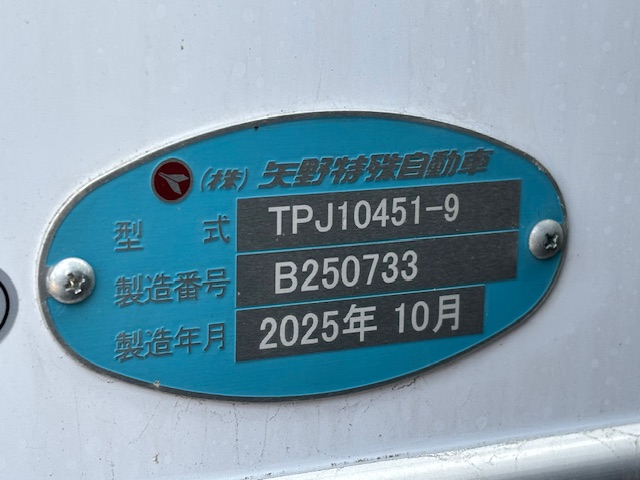 (株)矢野特殊自動車
型 式 TPJ10451-9
製造番号 B250733
製造年月 2025年 10月